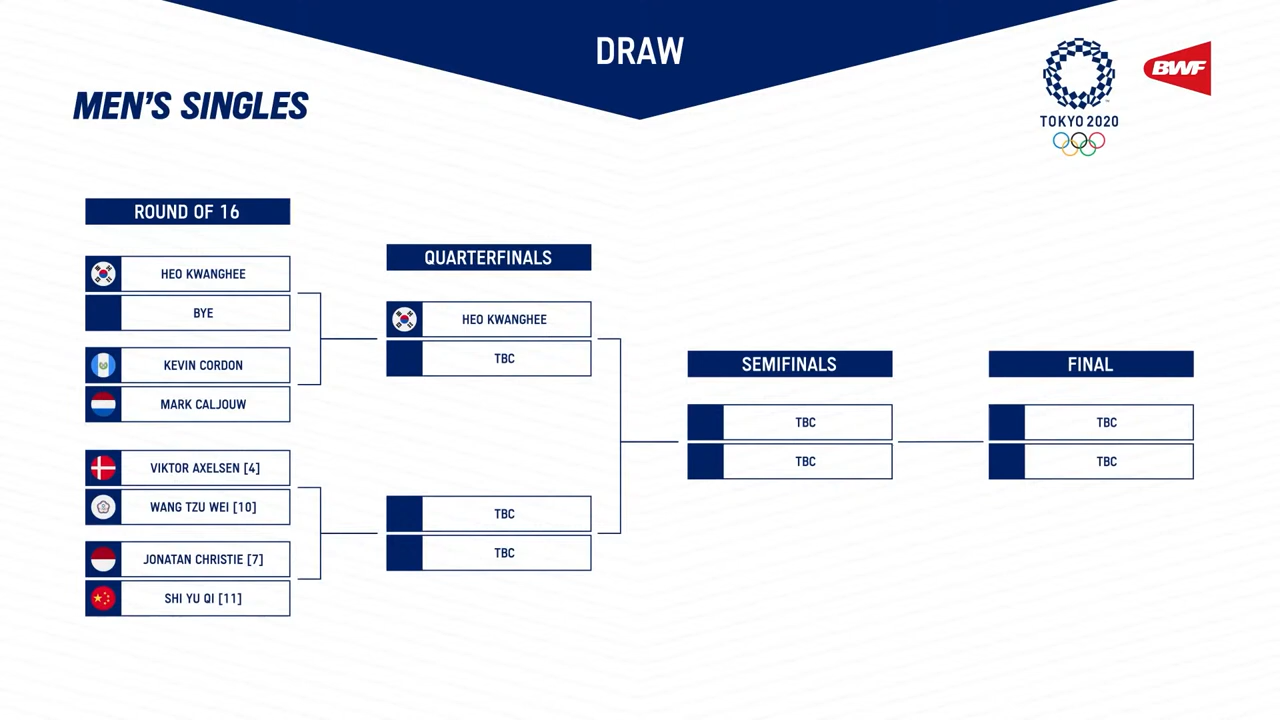 DRAW
MEN'S SINGLES
BWF
TOKYO 2020
ROUND OF 16
HEO KWANGHEE
BYE
KEVIN CORDON
MARK CALJOUW
VIKTOR AXELSEN [4]
WANG TZU WEI [10]
JONATAN CHRISTIE [7]
SHI YU QI [11]
QUARTERFINALS
HEO KWANGHEE
TBC
TBC
TBC
SEMIFINALS
TBC
TBC
FINAL
TBC
TBC